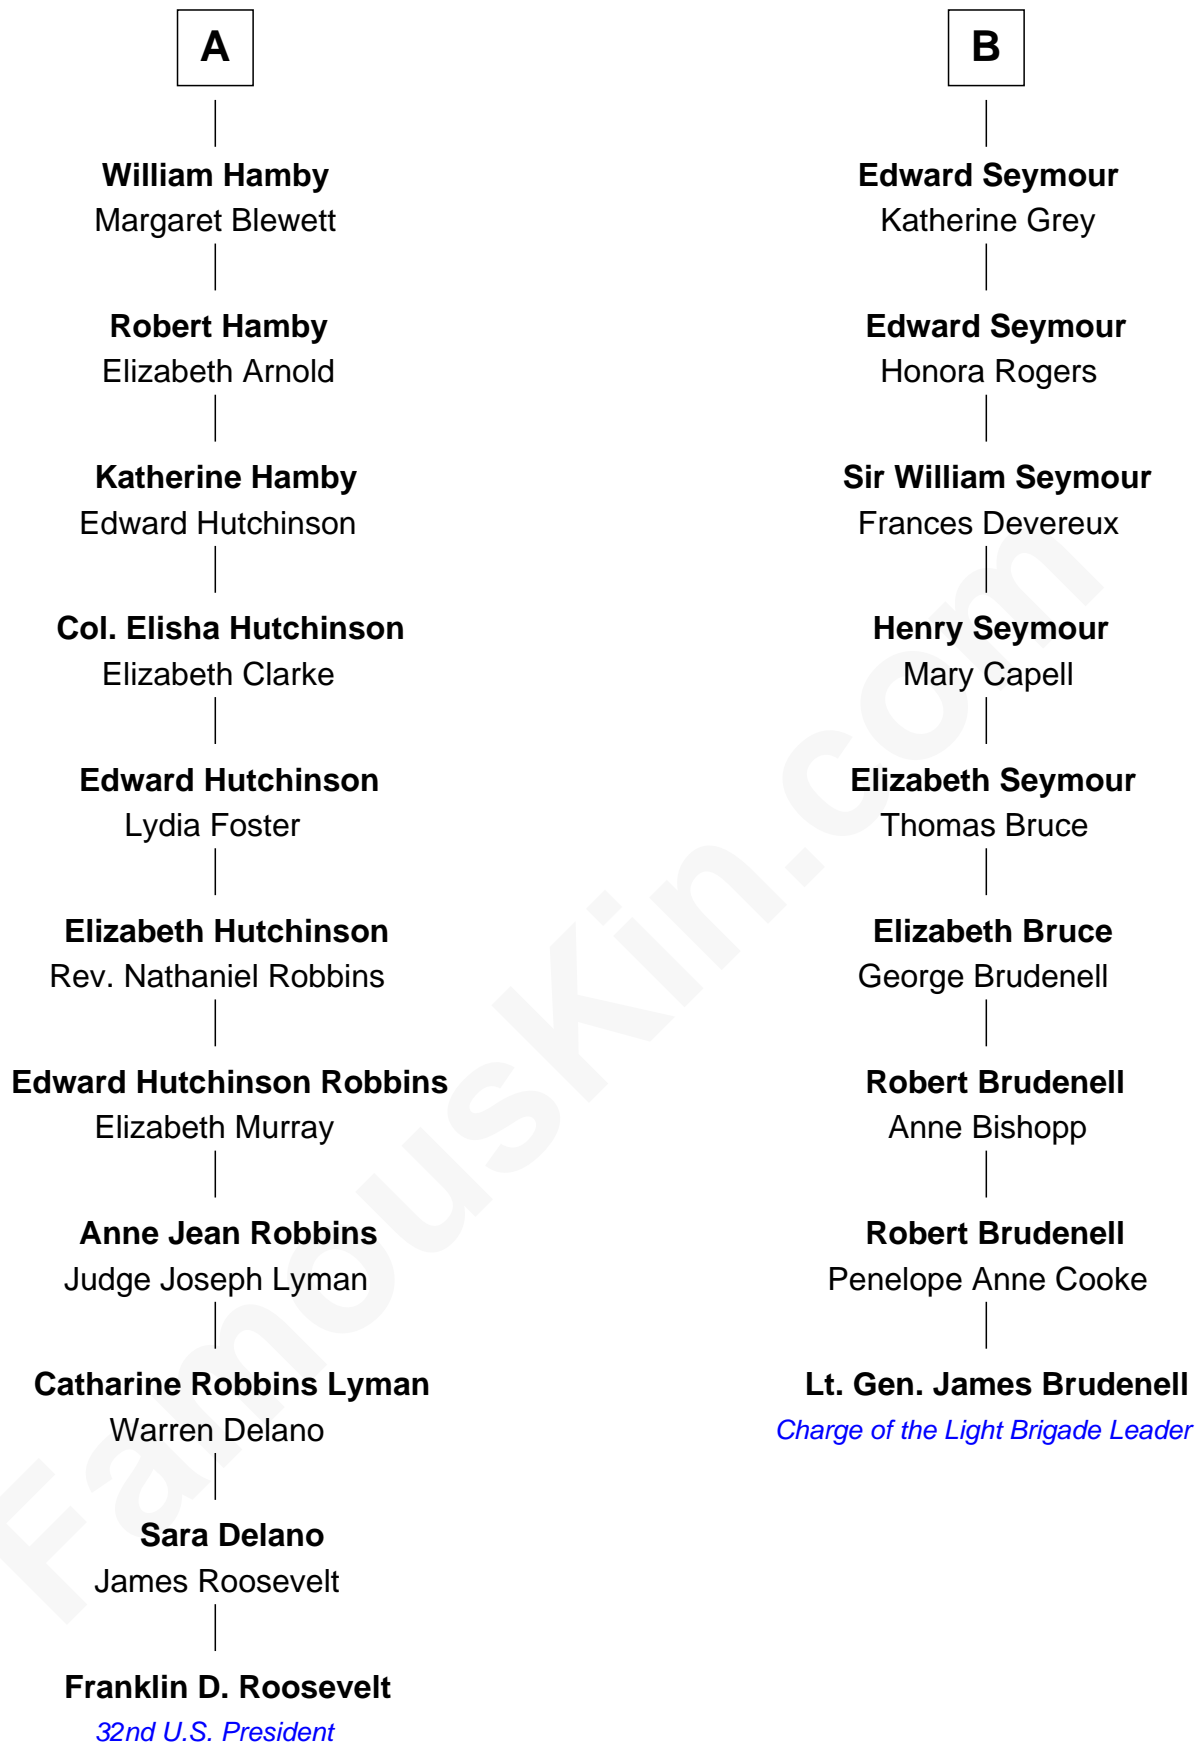 A
William Hamby
Margaret Blewett
Robert Hamby
Elizabeth Arnold
Katherine Hamby
Edward Hutchinson
Col. Elisha Hutchinson
Elizabeth Clarke
Edward Hutchinson
Lydia Foster
Elizabeth Hutchinson
Rev. Nathaniel Robbins
Edward Hutchinson Robbins
Elizabeth Murray
Anne Jean Robbins
Judge Joseph Lyman
Catharine Robbins Lyman
Warren Delano
Sara Delano
James Roosevelt
Franklin D. Roosevelt
32nd U.S. President
B
Edward Seymour
Katherine Grey
Edward Seymour
Honora Rogers
Sir William Seymour
Frances Devereux
Henry Seymour
Mary Capell
Elizabeth Seymour
Thomas Bruce
Elizabeth Bruce
George Brudenell
Robert Brudenell
Anne Bishopp
Robert Brudenell
Penelope Anne Cooke
Lt. Gen. James Brudenell
Charge of the Light Brigade Leader
FamousKin.com